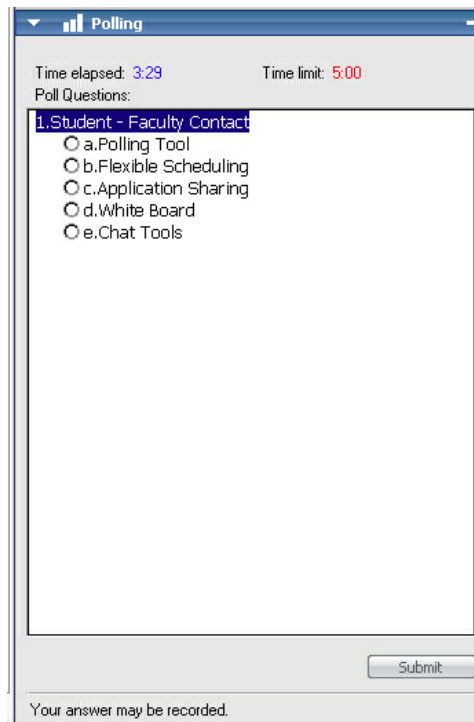 Polling
Time elapsed: 3:29 Time limit: 5:00
Poll Questions:
1.Student - Faculty Contact
a.Polling Tool
b.Flexible Scheduling
c.Application Sharing
d.White Board
e.Chat Tools
Submit
Your answer may be recorded.